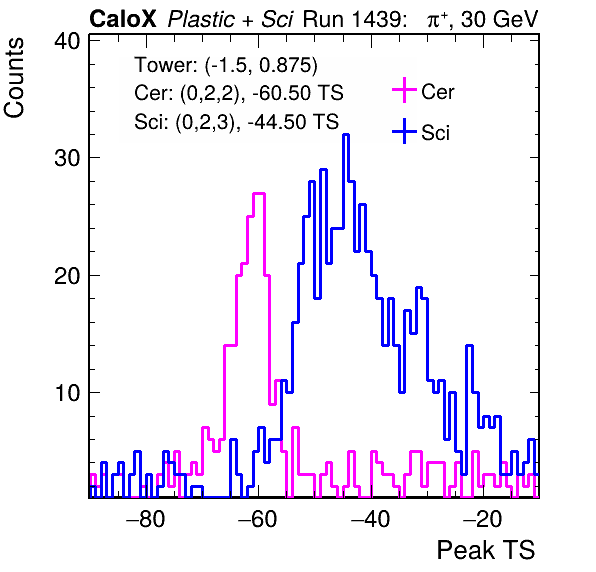 CaloX Plastic + Sci Run 1439: π⁺, 30 GeV
Counts
40
30
20
10
Tower: (-1.5, 0.875)
Cer: (0,2,2), -60.50 TS
Sci: (0,2,3), -44.50 TS
Cer
Sci
−80 −60 −40 −20
Peak TS